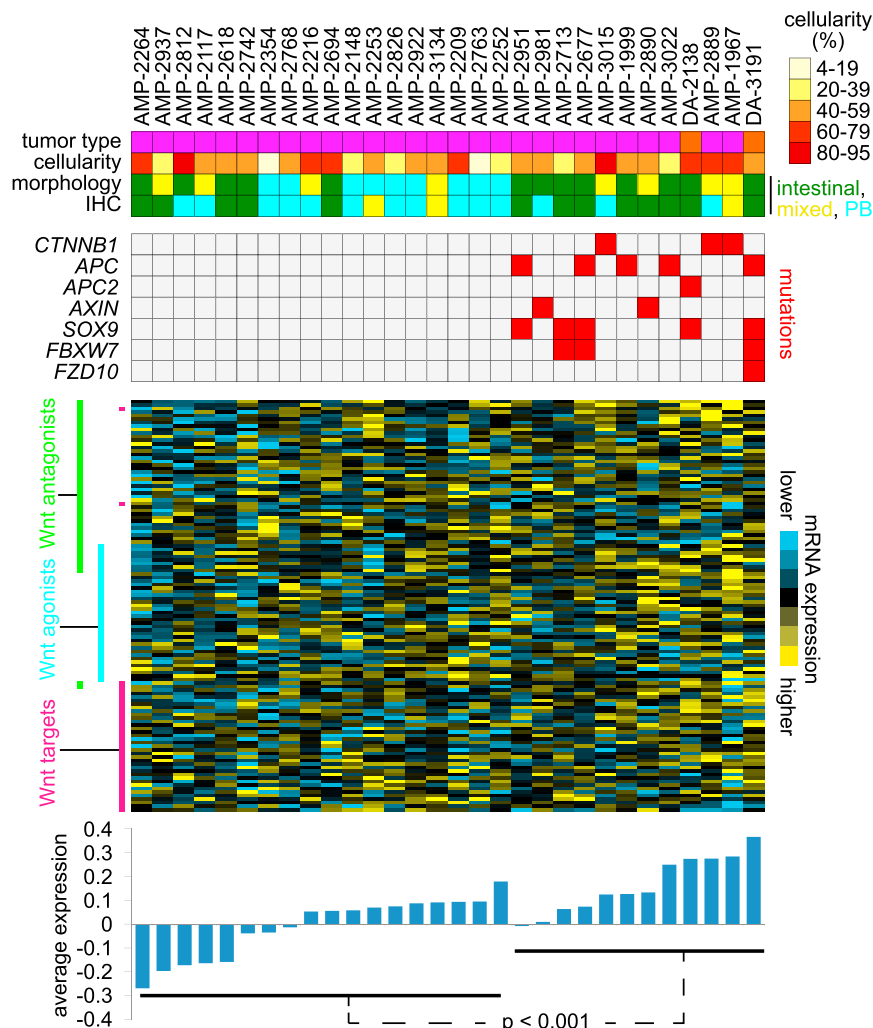 cellularity
(%)
4-19
20-39
40-59
60-79
80-95
AMP-2264
AMP-2937
AMP-2812
AMP-2117
AMP-2618
AMP-2742
AMP-2354
AMP-2768
AMP-2216
AMP-2694
AMP-2148
AMP-2253
AMP-2826
AMP-2922
AMP-3134
AMP-2209
AMP-2763
AMP-2252
AMP-2951
AMP-2981
AMP-2713
AMP-2677
AMP-3015
AMP-1999
AMP-2890
AMP-3022
DA-2138
AMP-2889
AMP-1967
DA-3191
tumor type
cellularity
morphology
IHC
intestinal,
mixed, PB
CTNNB1
APC
APC2
AXIN
SOX9
FBXW7
FZD10
mutations
Wnt antagonists
Wnt agonists
Wnt targets
lower
higher
mRNA expression
average expression
0.4
0.3
0.2
0.1
0
-0.1
-0.2
-0.3
-0.4
p < 0.001